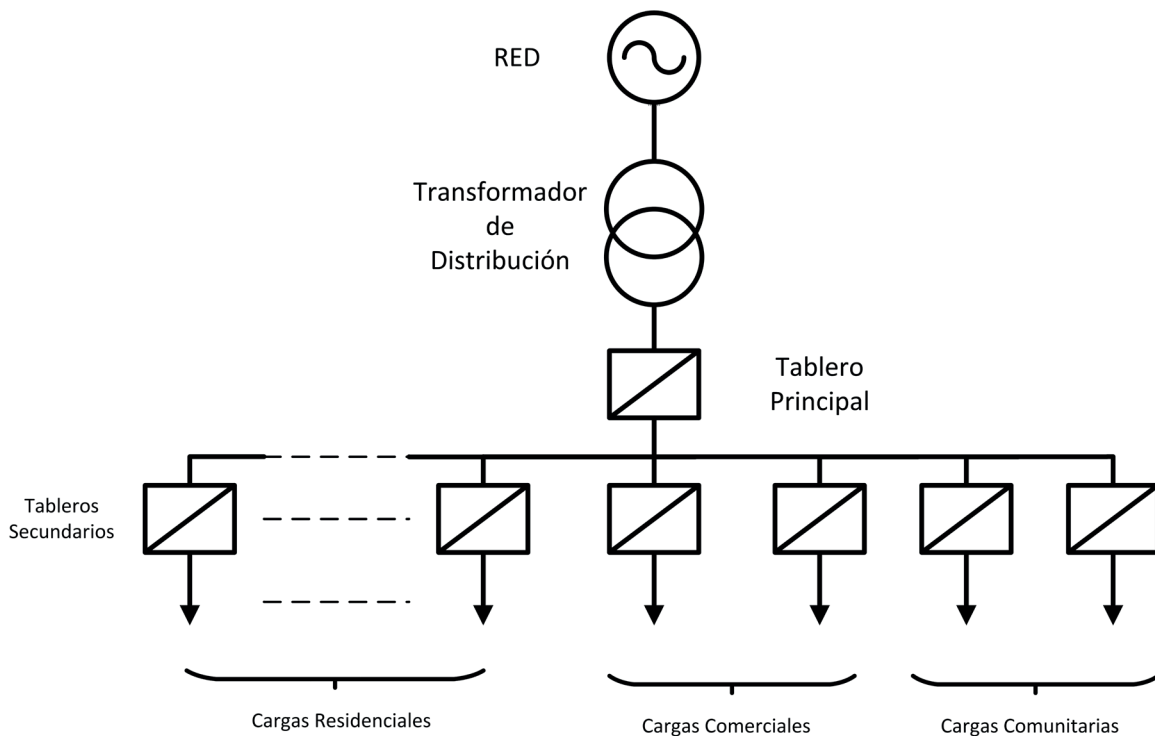 RED
Transformador
de
Distribución
Tablero
Principal
Tableros
Secundarios
Cargas Residenciales
Cargas Comerciales
Cargas Comunitarias